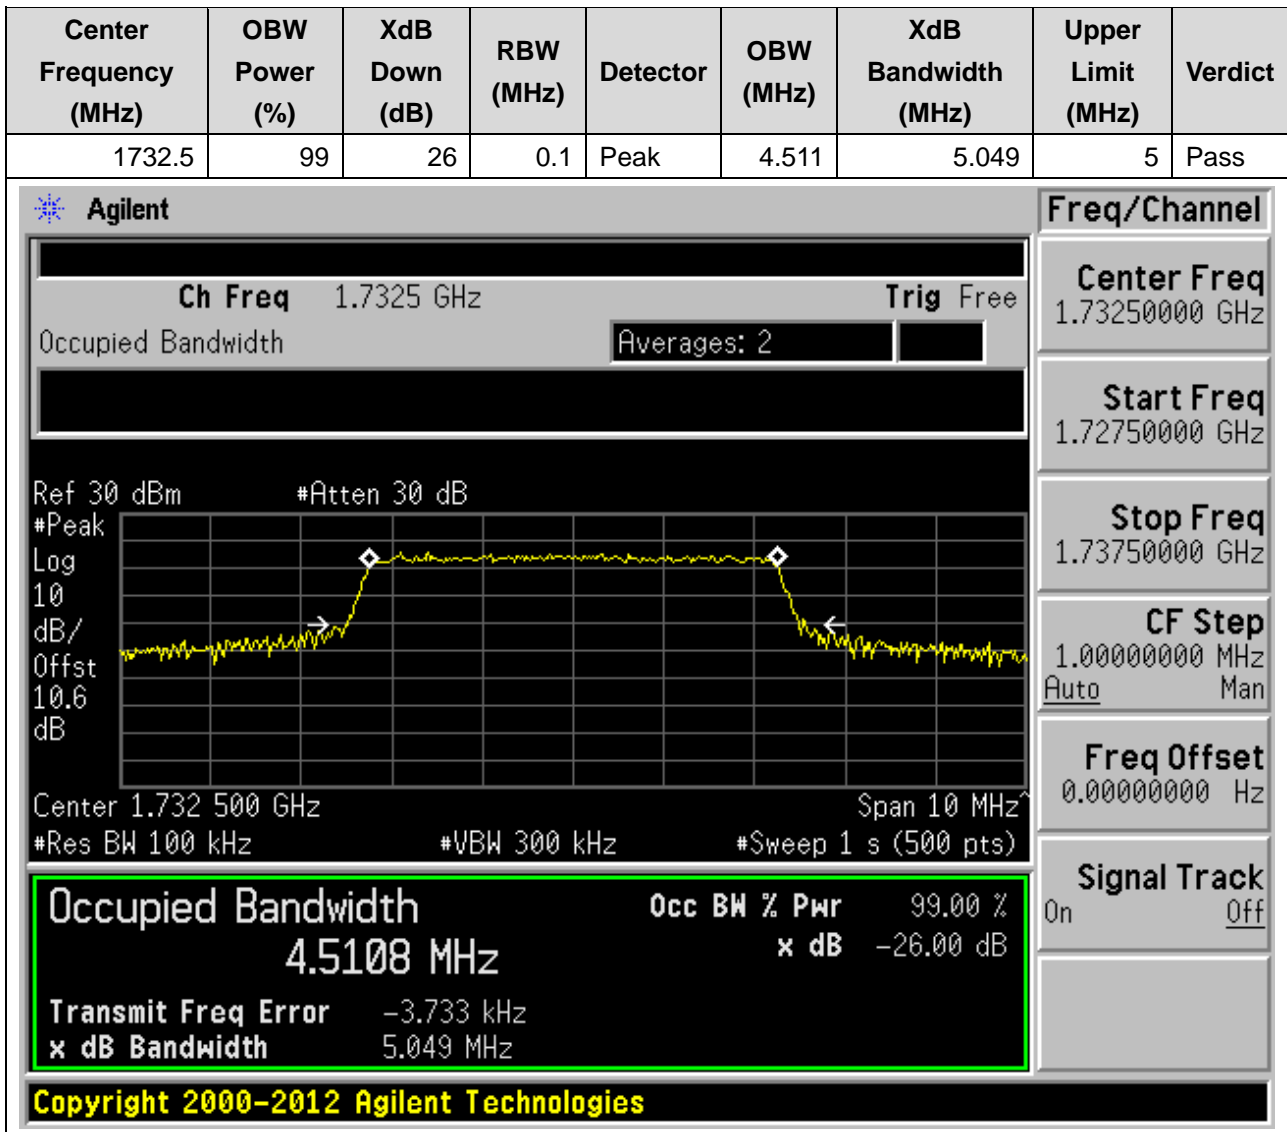 Center Frequency (MHz) OBW Power (%) XdB Down (dB) RBW (MHz) Detector OBW (MHz) XdB Bandwidth (MHz) Upper Limit (MHz) Verdict
1732.5 99 26 0.1 Peak 4.511 5.049 5 Pass
Agilent
Freq/Channel
Ch Freq 1.7325 GHz Trig Free
Occupied Bandwidth Averages: 2
Ref 30 dBm #Atten 30 dB
#Peak
Log
10
dB/
Offst
10.6
dB
Center 1.732 500 GHz Span 10 MHz^
#Res BW 100 kHz #VBW 300 kHz #Sweep 1 s (500 pts)
Occupied Bandwidth Occ BW % Pwr 99.00 %
4.5108 MHz x dB -26.00 dB
Transmit Freq Error -3.733 kHz
x dB Bandwidth 5.049 MHz
Center Freq
1.73250000 GHz
Start Freq
1.72750000 GHz
Stop Freq
1.73750000 GHz
CF Step
1.00000000 MHz
Auto Man
Freq Offset
0.00000000 Hz
Signal Track
On Off
Copyright 2000-2012 Agilent Technologies